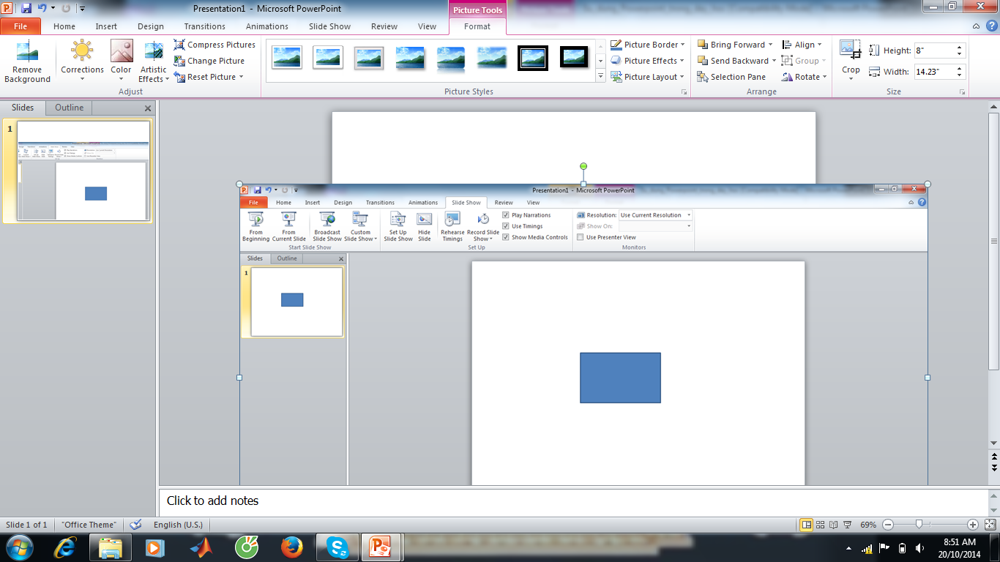 Presentation1 - Microsoft PowerPoint
Picture Tools
File Home Insert Design Transitions Animations Slide Show Review View Format
Remove Background
Corrections
Color
Artistic Effects
Compress Pictures
Change Picture
Reset Picture
Adjust
Picture Styles
Picture Border
Picture Effects
Picture Layout
Bring Forward
Send Backward
Selection Pane
Align
Group
Rotate
Arrange
Crop
Height: 8"
Width: 14.23"
Size
Slides Outline
1
Presentation1 - Microsoft PowerPoint
File Home Insert Design Transitions Animations Slide Show Review View
From Beginning
From Current Slide
Broadcast Slide Show
Custom Slide Show
Start Slide Show
Set Up Slide Show
Hide Slide
Rehearse Timings
Record Slide Show
Play Narrations
Use Timings
Show Media Controls
Set Up
Resolution: Use Current Resolution
Show On:
Use Presenter View
Monitors
Slides Outline
1
Click to add notes
Slide 1 of 1 "Office Theme" English (U.S.) 69%
8:51 AM
20/10/2014